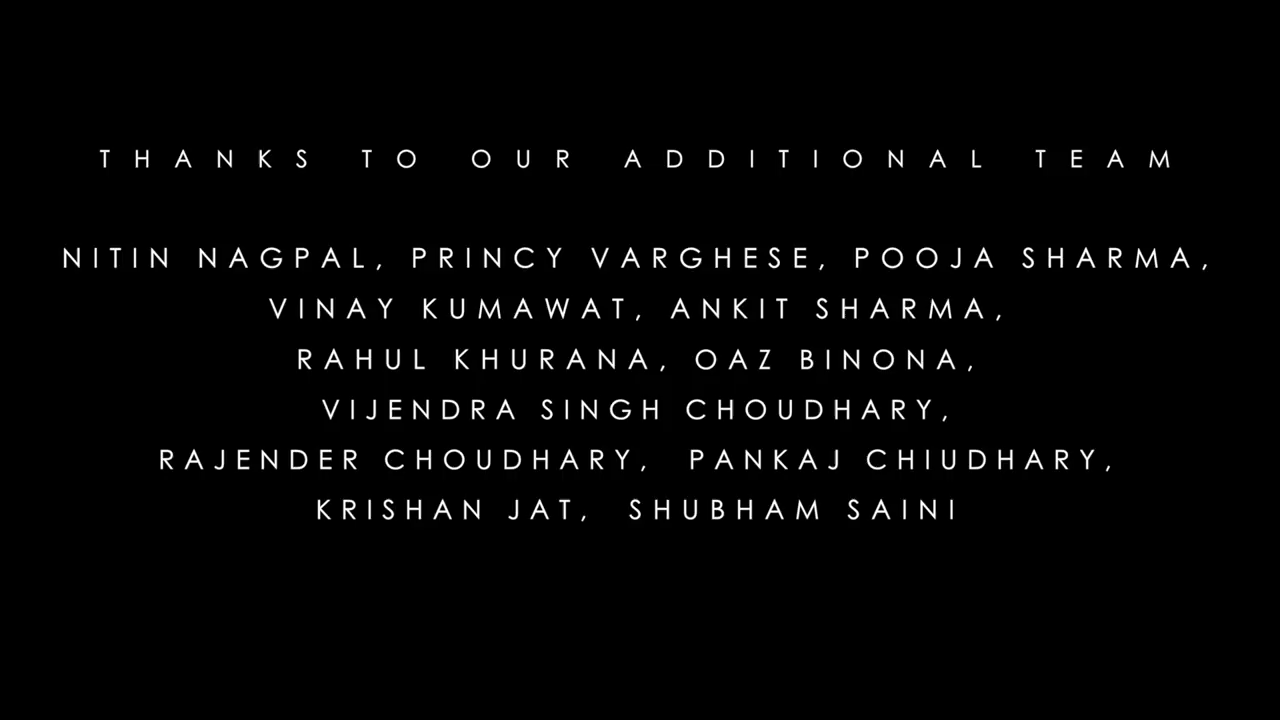 THANKS TO OUR ADDITIONAL TEAM
NITIN NAGPAL, PRINCY VARGHESE, POOJA SHARMA,
VINAY KUMAWAT, ANKIT SHARMA,
RAHUL KHURANA, OAZ BINONA,
VIJENDRA SINGH CHOUDHARY,
RAJENDER CHOUDHARY, PANKAJ CHIUDHARY,
KRISHAN JAT, SHUBHAM SAINI